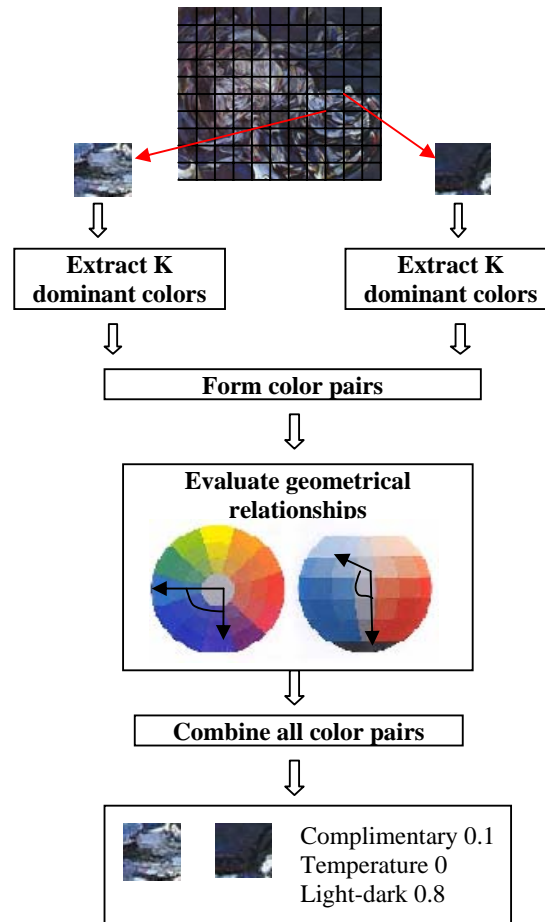 Extract K
dominant colors
Extract K
dominant colors
Form color pairs
Evaluate geometrical
relationships
Combine all color pairs
Complimentary 0.1
Temperature 0
Light-dark 0.8